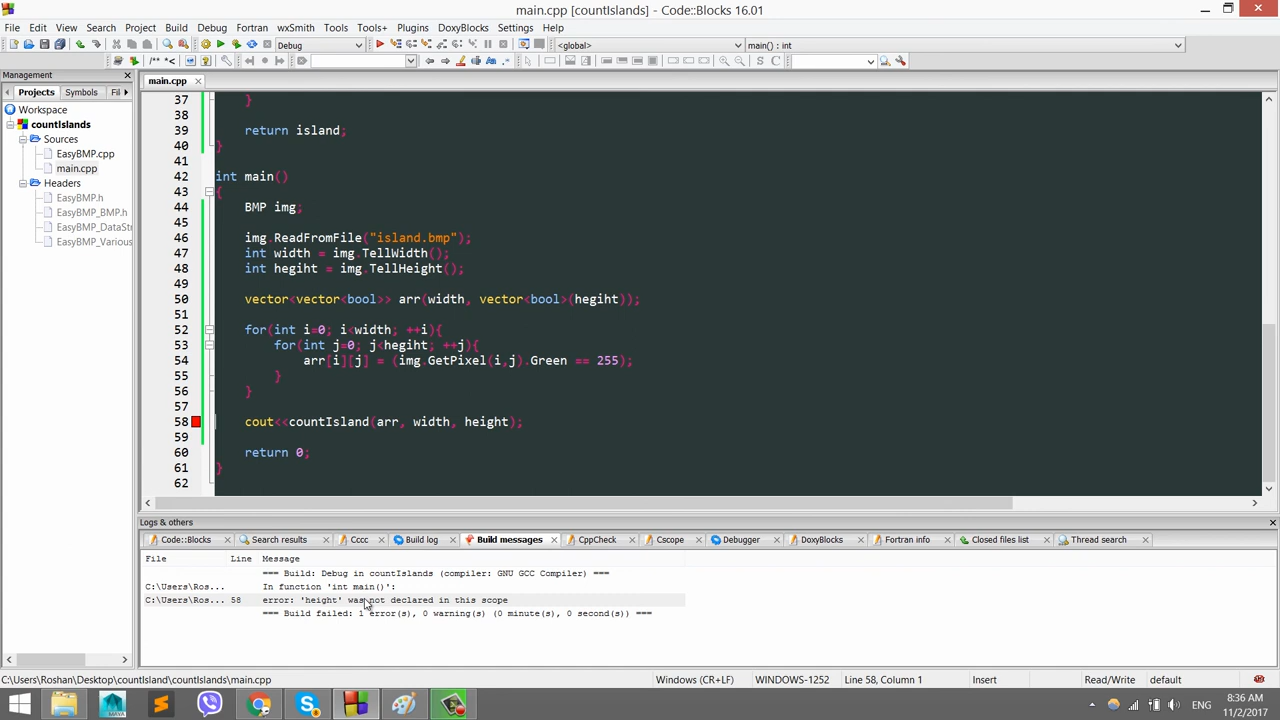 main.cpp [countIslands] - Code::Blocks 16.01
File Edit View Search Project Build Debug Fortran wxSmith Tools Tools+ Plugins DoxyBlocks Settings Help
Debug <global> main() : int
/** *<
Management
Projects Symbols Fil
main.cpp
Workspace
countIslands
Sources
EasyBMP.cpp
main.cpp
Headers
EasyBMP.h
EasyBMP_BMP.h
EasyBMP_DataStr
EasyBMP_Various
37 }
38
39 return island;
40 }
41
42 int main()
43 {
44 BMP img;
45
46 img.ReadFromFile("island.bmp");
47 int width = img.TellWidth();
48 int hegiht = img.TellHeight();
49
50 vector<vector<bool>> arr(width, vector<bool>(hegiht));
51
52 for(int i=0; i<width; ++i){
53 for(int j=0; j<hegiht; ++j){
54 arr[i][j] = (img.GetPixel(i,j).Green == 255);
55 }
56 }
57
58 cout<<countIsland(arr, width, height);
59
60 return 0;
61 }
62
Logs & others
Code::Blocks Search results Cccc Build log Build messages CppCheck Cscope Debugger DoxyBlocks Fortran info Closed files list Thread search
File Line Message
=== Build: Debug in countIslands (compiler: GNU GCC Compiler) ===
C:\Users\Ros... In function 'int main()':
C:\Users\Ros... 58 error: 'height' was not declared in this scope
=== Build failed: 1 error(s), 0 warning(s) (0 minute(s), 0 second(s)) ===
C:\Users\Roshan\Desktop\countIsland\countIslands\main.cpp Windows (CR+LF) WINDOWS-1252 Line 58, Column 1 Insert Read/Write default
MAYA
ENG
8:36 AM
11/2/2017